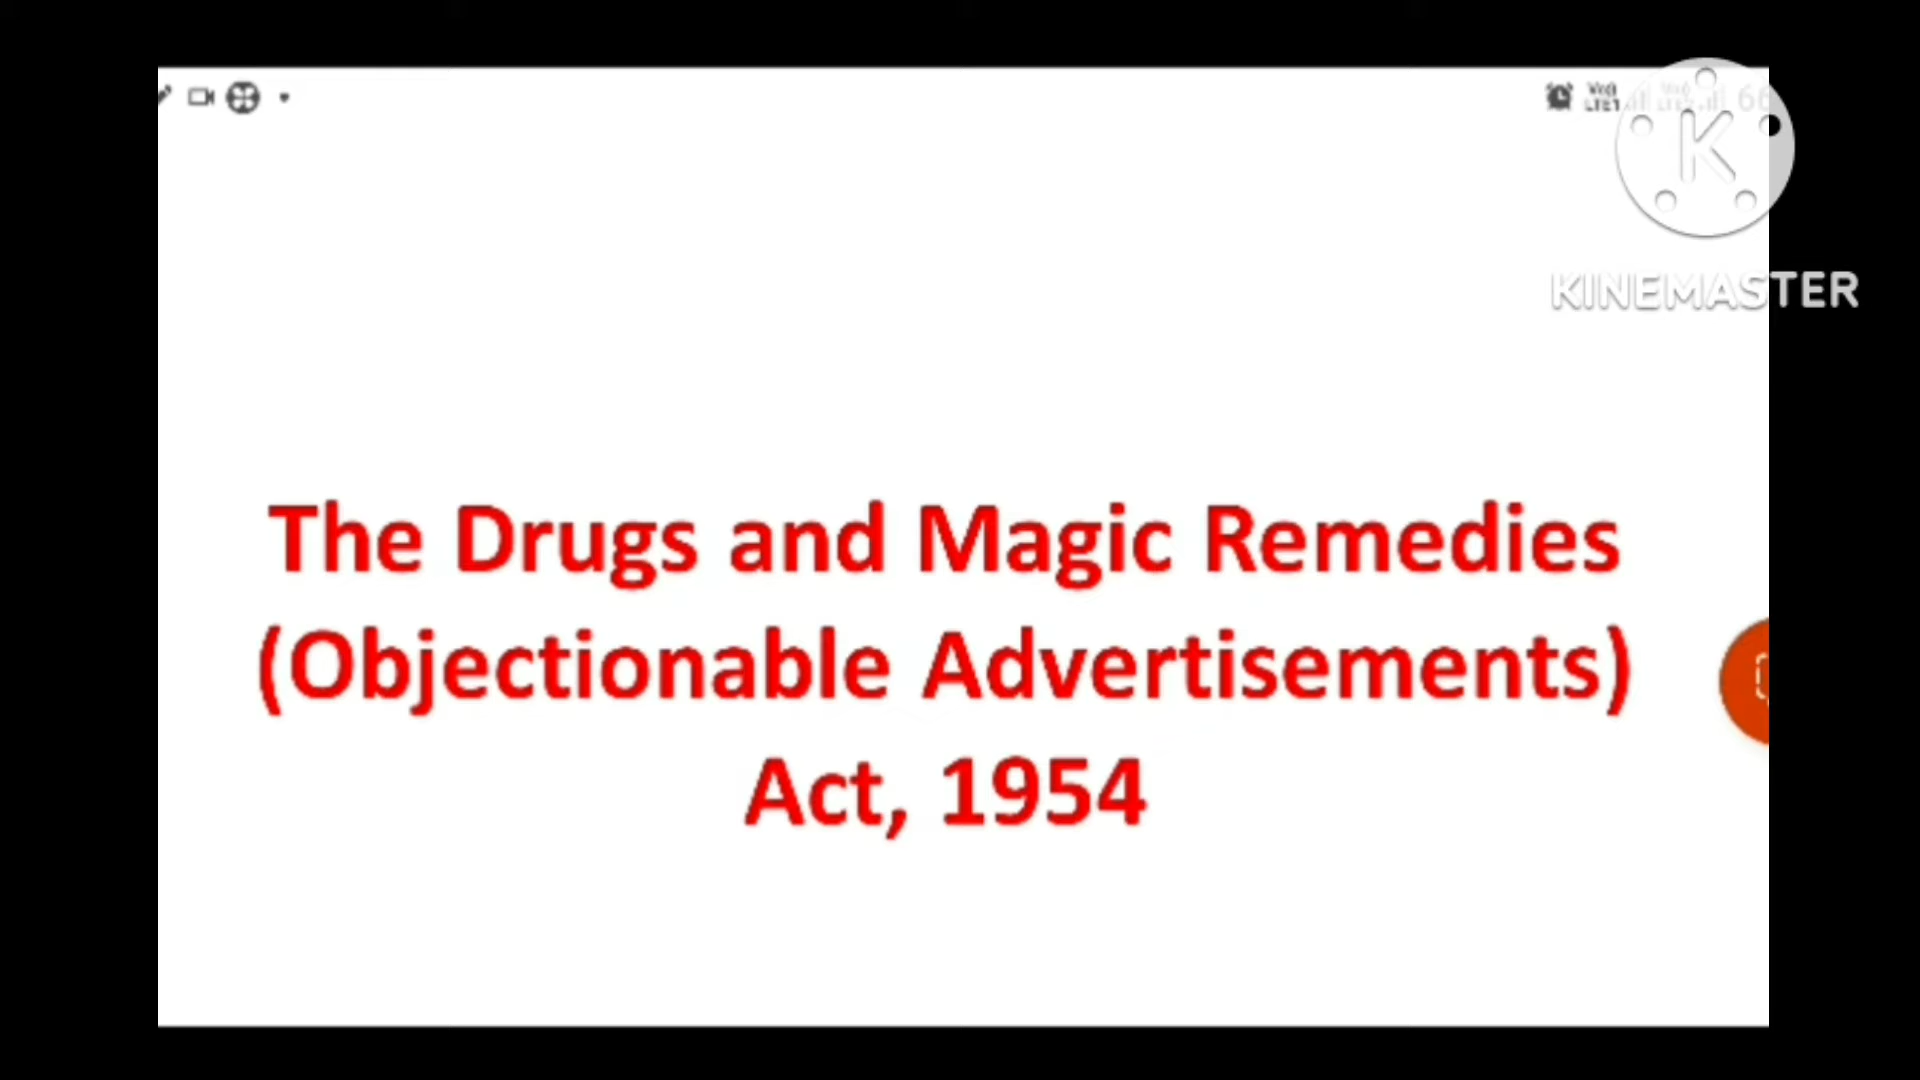 The Drugs and Magic Remedies
(Objectionable Advertisements)
Act, 1954
K
KINEMASTER